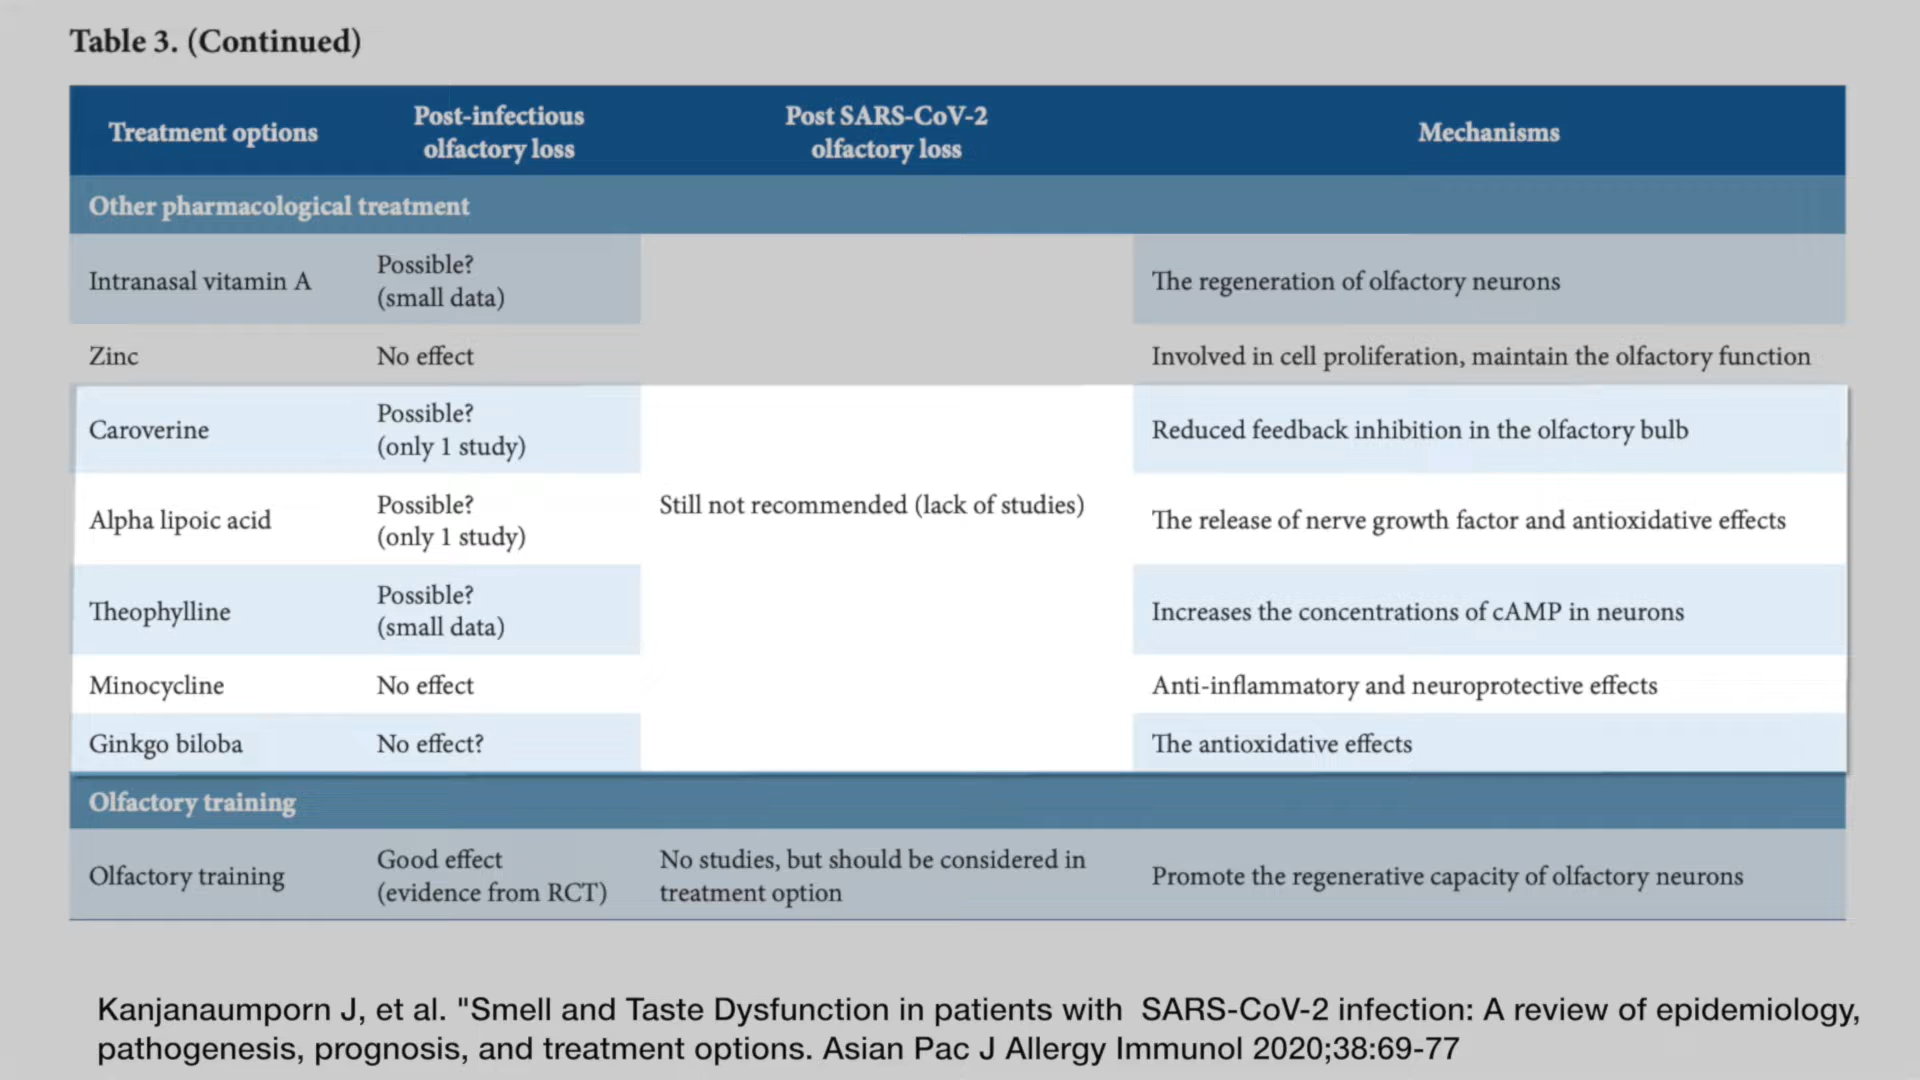 Table 3. (Continued)
Treatment options
Post-infectious
olfactory loss
Post SARS-CoV-2
olfactory loss
Mechanisms
Other pharmacological treatment
Intranasal vitamin A
Possible?
(small data)
The regeneration of olfactory neurons
Zinc
No effect
Involved in cell proliferation, maintain the olfactory function
Caroverine
Possible?
(only 1 study)
Reduced feedback inhibition in the olfactory bulb
Alpha lipoic acid
Possible?
(only 1 study)
Still not recommended (lack of studies)
The release of nerve growth factor and antioxidative effects
Theophylline
Possible?
(small data)
Increases the concentrations of cAMP in neurons
Minocycline
No effect
Anti-inflammatory and neuroprotective effects
Ginkgo biloba
No effect?
The antioxidative effects
Olfactory training
Olfactory training
Good effect
(evidence from RCT)
No studies, but should be considered in
treatment option
Promote the regenerative capacity of olfactory neurons
Kanjanaumporn J, et al. "Smell and Taste Dysfunction in patients with  SARS-CoV-2 infection: A review of epidemiology,
pathogenesis, prognosis, and treatment options. Asian Pac J Allergy Immunol 2020;38:69-77